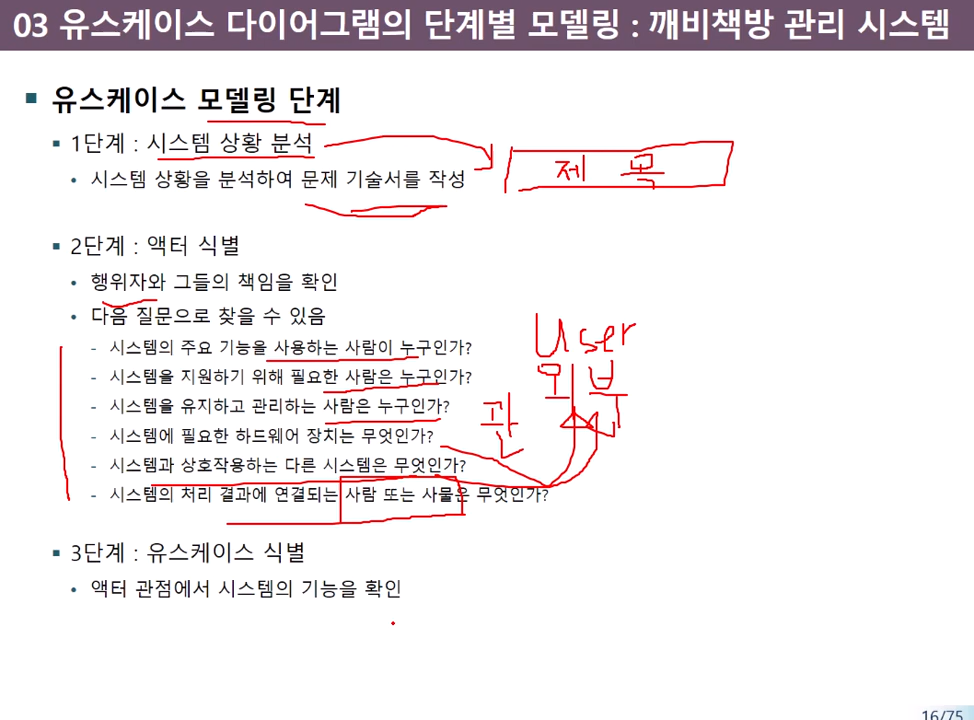 03 유스케이스 다이어그램의 단계별 모델링 : 깨비책방 관리 시스템
유스케이스 모델링 단계
1단계 : 시스템 상황 분석
제 목
시스템 상황을 분석하여 문제 기술서를 작성
2단계 : 액터 식별
행위자와 그들의 책임을 확인
다음 질문으로 찾을 수 있음
User
시스템의 주요 기능을 사용하는 사람이 누구인가?
시스템을 지원하기 위해 필요한 사람은 누구인가?
시스템을 유지하고 관리하는 사람은 누구인가?
관
시스템에 필요한 하드웨어 장치는 무엇인가?
시스템과 상호작용하는 다른 시스템은 무엇인가?
시스템의 처리 결과에 연결되는 사람 또는 사물은 무엇인가?
3단계 : 유스케이스 식별
액터 관점에서 시스템의 기능을 확인
16/75